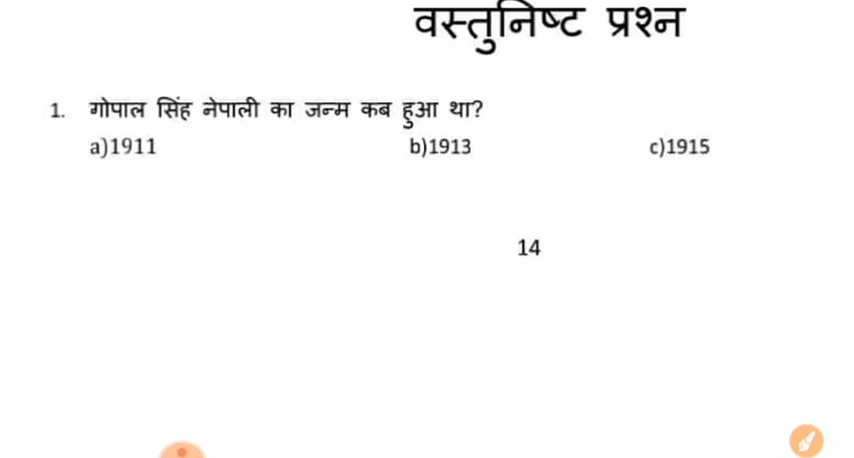 वस्तुनिष्ट प्रश्न
1. गोपाल सिंह नेपाली का जन्म कब हुआ था?
a)1911 b)1913 c)1915
14